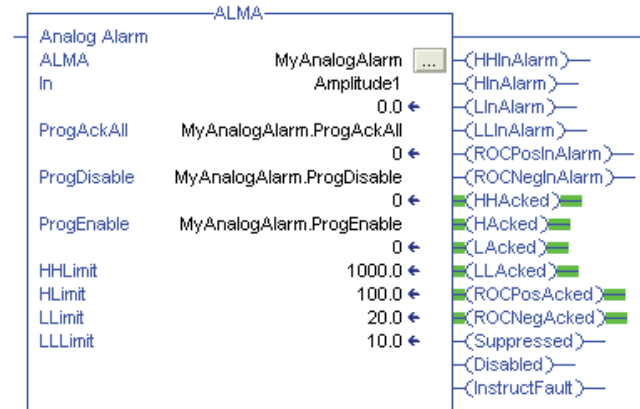 ALMA
Analog Alarm
ALMA MyAnalogAlarm ... (HHInAlarm)
In Amplitude1 (HInAlarm)
0.0 (LInAlarm)
ProgAckAll MyAnalogAlarm.ProgAckAll (LLInAlarm)
0 (ROCPosInAlarm)
ProgDisable MyAnalogAlarm.ProgDisable (ROCNegInAlarm)
0 (HHAcked)
ProgEnable MyAnalogAlarm.ProgEnable (HAcked)
0 (LAcked)
HHLimit 1000.0 (LLAcked)
HLimit 100.0 (ROCPosAcked)
LLimit 20.0 (ROCNegAcked)
LLLimit 10.0 (Suppressed)
(Disabled)
(InstructFault)